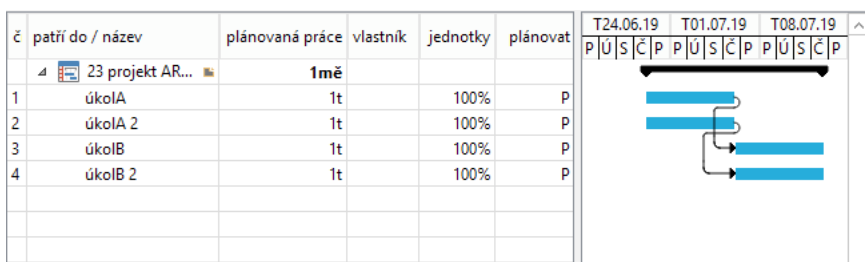 č patří do / název plánovaná práce vlastník jednotky plánovat T24.06.19 T01.07.19 T08.07.19
P Ú S Č P P Ú S Č P P Ú S Č P
23 projekt AR... 1mě
1 úkolA 1t 100% P
2 úkolA 2 1t 100% P
3 úkolB 1t 100% P
4 úkolB 2 1t 100% P